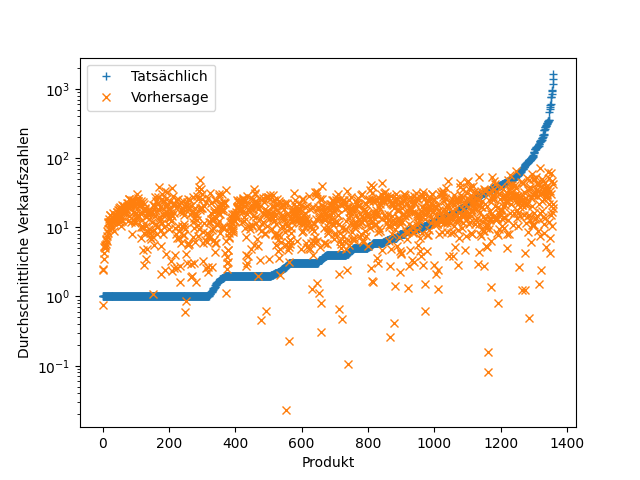 Tatsächlich
Vorhersage
Durchschnittliche Verkaufszahlen
10³
10²
10¹
10⁰
10⁻¹
0 200 400 600 800 1000 1200 1400
Produkt